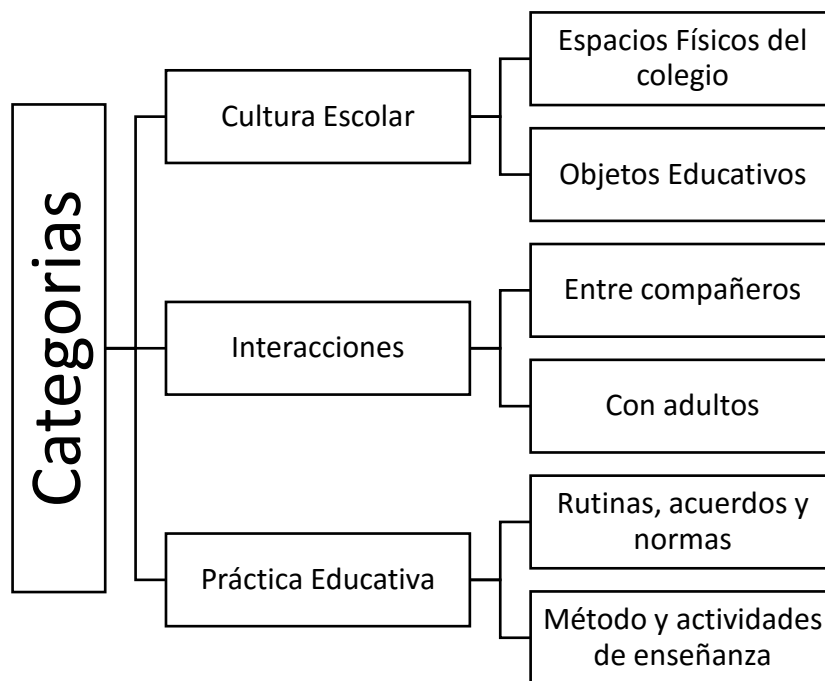 Categorias
Cultura Escolar
Espacios Físicos del
colegio
Objetos Educativos
Interacciones
Entre compañeros
Con adultos
Práctica Educativa
Rutinas, acuerdos y
normas
Método y actividades
de enseñanza